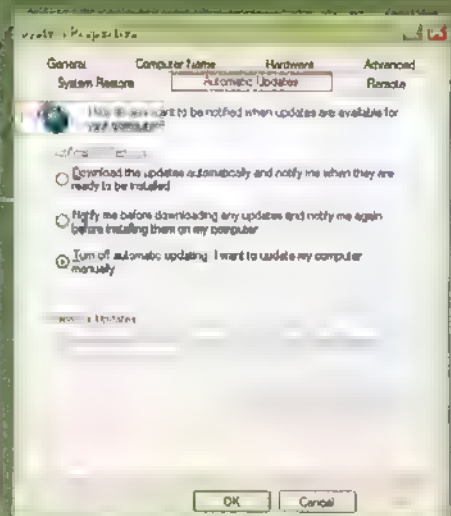 General Computer Name Hardware Advanced
System Restore Automatic Updates Remote
want to be notified when updates are available for
your computer?
Download the updates automatically and notify me when they are
ready to be installed
Notify me before downloading any updates and notify me again
before installing them on my computer
Turn off automatic updating. I want to update my computer
manually
Updates
OK Cancel